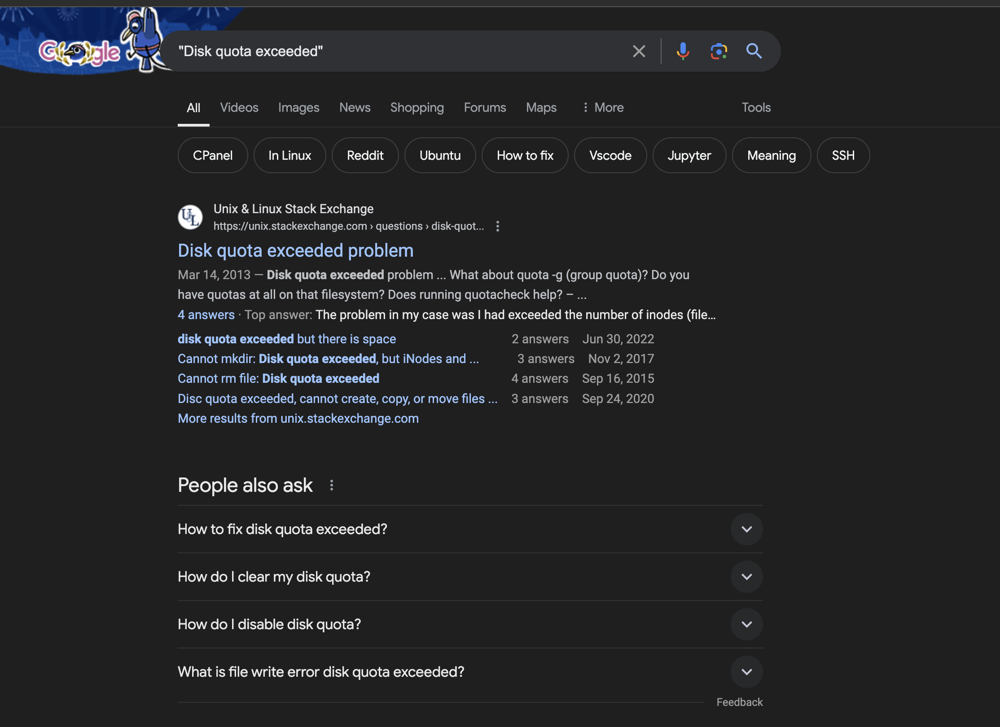 Google
"Disk quota exceeded"
All Videos Images News Shopping Forums Maps More Tools
CPanel In Linux Reddit Ubuntu How to fix Vscode Jupyter Meaning SSH
Unix & Linux Stack Exchange
https://unix.stackexchange.com › questions › disk-quot...
Disk quota exceeded problem
Mar 14, 2013 — Disk quota exceeded problem ... What about quota -g (group quota)? Do you
have quotas at all on that filesystem? Does running quotacheck help? – ...
4 answers · Top answer: The problem in my case was I had exceeded the number of inodes (file...
disk quota exceeded but there is space 2 answers Jun 30, 2022
Cannot mkdir: Disk quota exceeded, but iNodes and ... 3 answers Nov 2, 2017
Cannot rm file: Disk quota exceeded 4 answers Sep 16, 2015
Disc quota exceeded, cannot create, copy, or move files ... 3 answers Sep 24, 2020
More results from unix.stackexchange.com
People also ask
How to fix disk quota exceeded?
How do I clear my disk quota?
How do I disable disk quota?
What is file write error disk quota exceeded?
Feedback